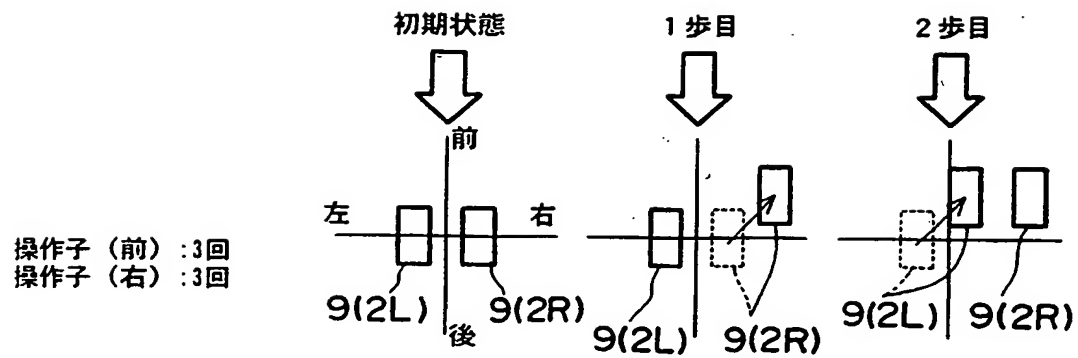 初期状態
1歩目
2歩目
前
左
右
操作子(前):3回
操作子(右):3回
9(2L)
9(2R)
後
9(2L)
9(2R)
9(2L)
9(2R)